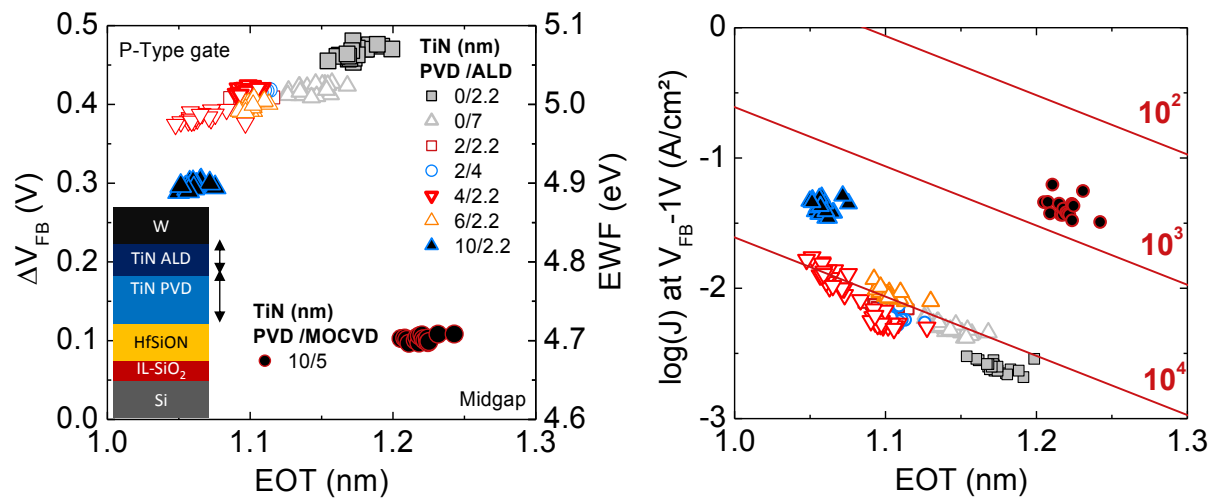 P-Type gate
TiN (nm)
PVD /ALD
0/2.2
0/7
2/2.2
2/4
4/2.2
6/2.2
10/2.2
TiN (nm)
PVD /MOCVD
10/5
Midgap
W
TiN ALD
TiN PVD
HfSiON
IL-SiO₂
Si
0.5
0.4
0.3
0.2
0.1
0.0
ΔV_FB (V)
5.1
5.0
4.9
4.8
4.7
4.6
EWF (eV)
1.0 1.1 1.2 1.3
EOT (nm)
0
-1
-2
-3
log(J) at V_FB-1V (A/cm²)
10²
10³
10⁴
1.0 1.1 1.2 1.3
EOT (nm)